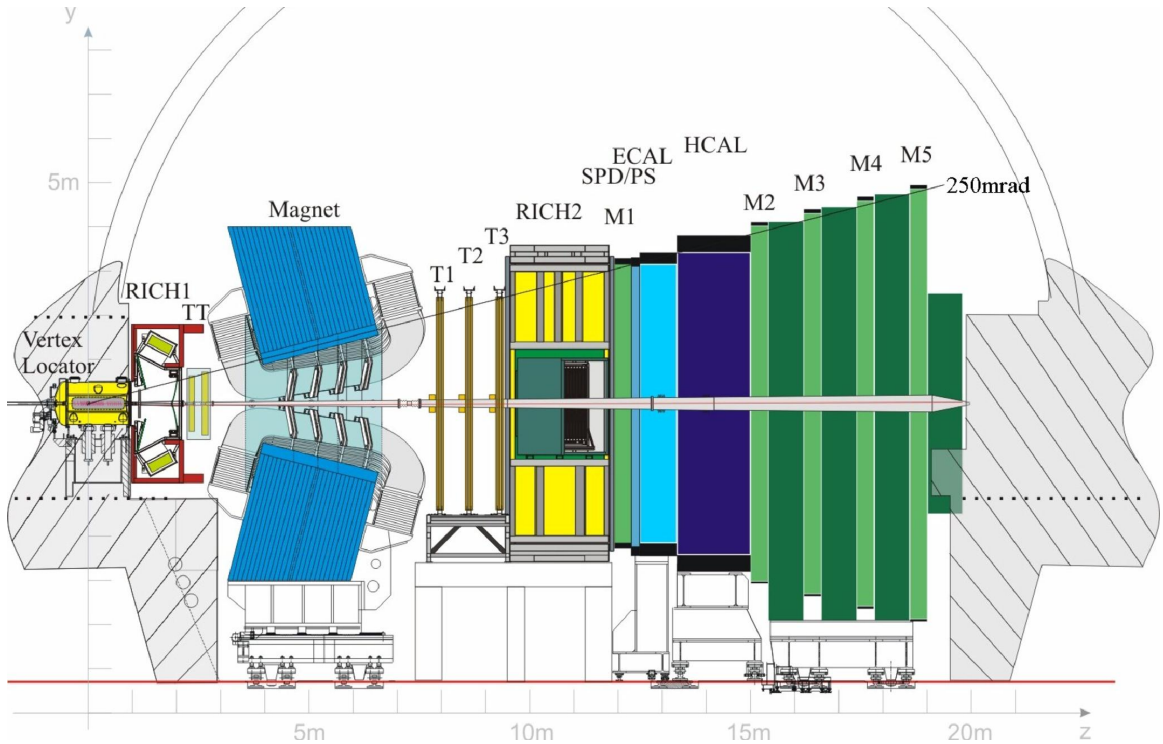 y
5m
250mrad
HCAL
ECAL
SPD/PS
M5
M4
M3
M2
M1
RICH2
Magnet
T3
T2
T1
RICH1
TT
Vertex
Locator
5m
10m
15m
20m
z